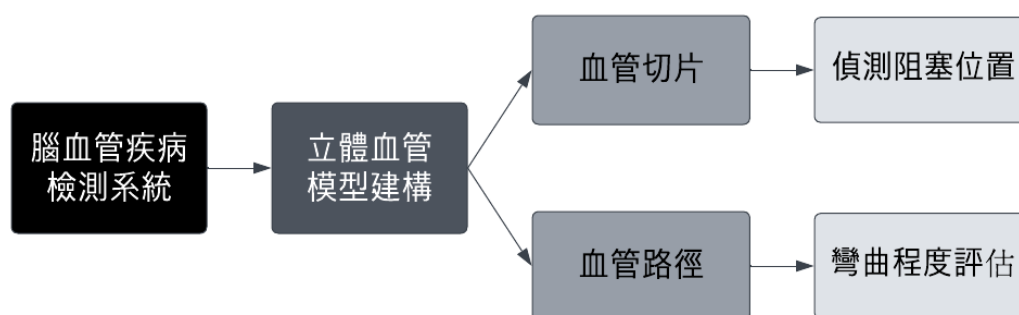 腦血管疾病
檢測系統
立體血管
模型建構
血管切片
偵測阻塞位置
血管路徑
彎曲程度評估